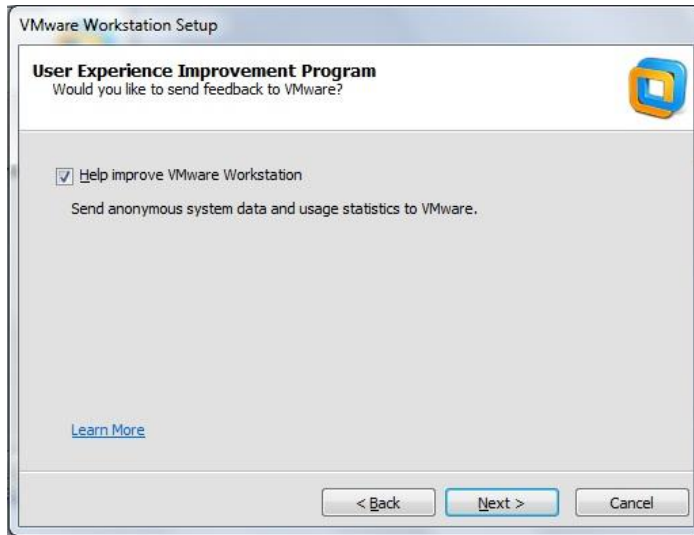 VMware Workstation Setup
User Experience Improvement Program
Would you like to send feedback to VMware?
Help improve VMware Workstation
Send anonymous system data and usage statistics to VMware.
Learn More
< Back Next > Cancel